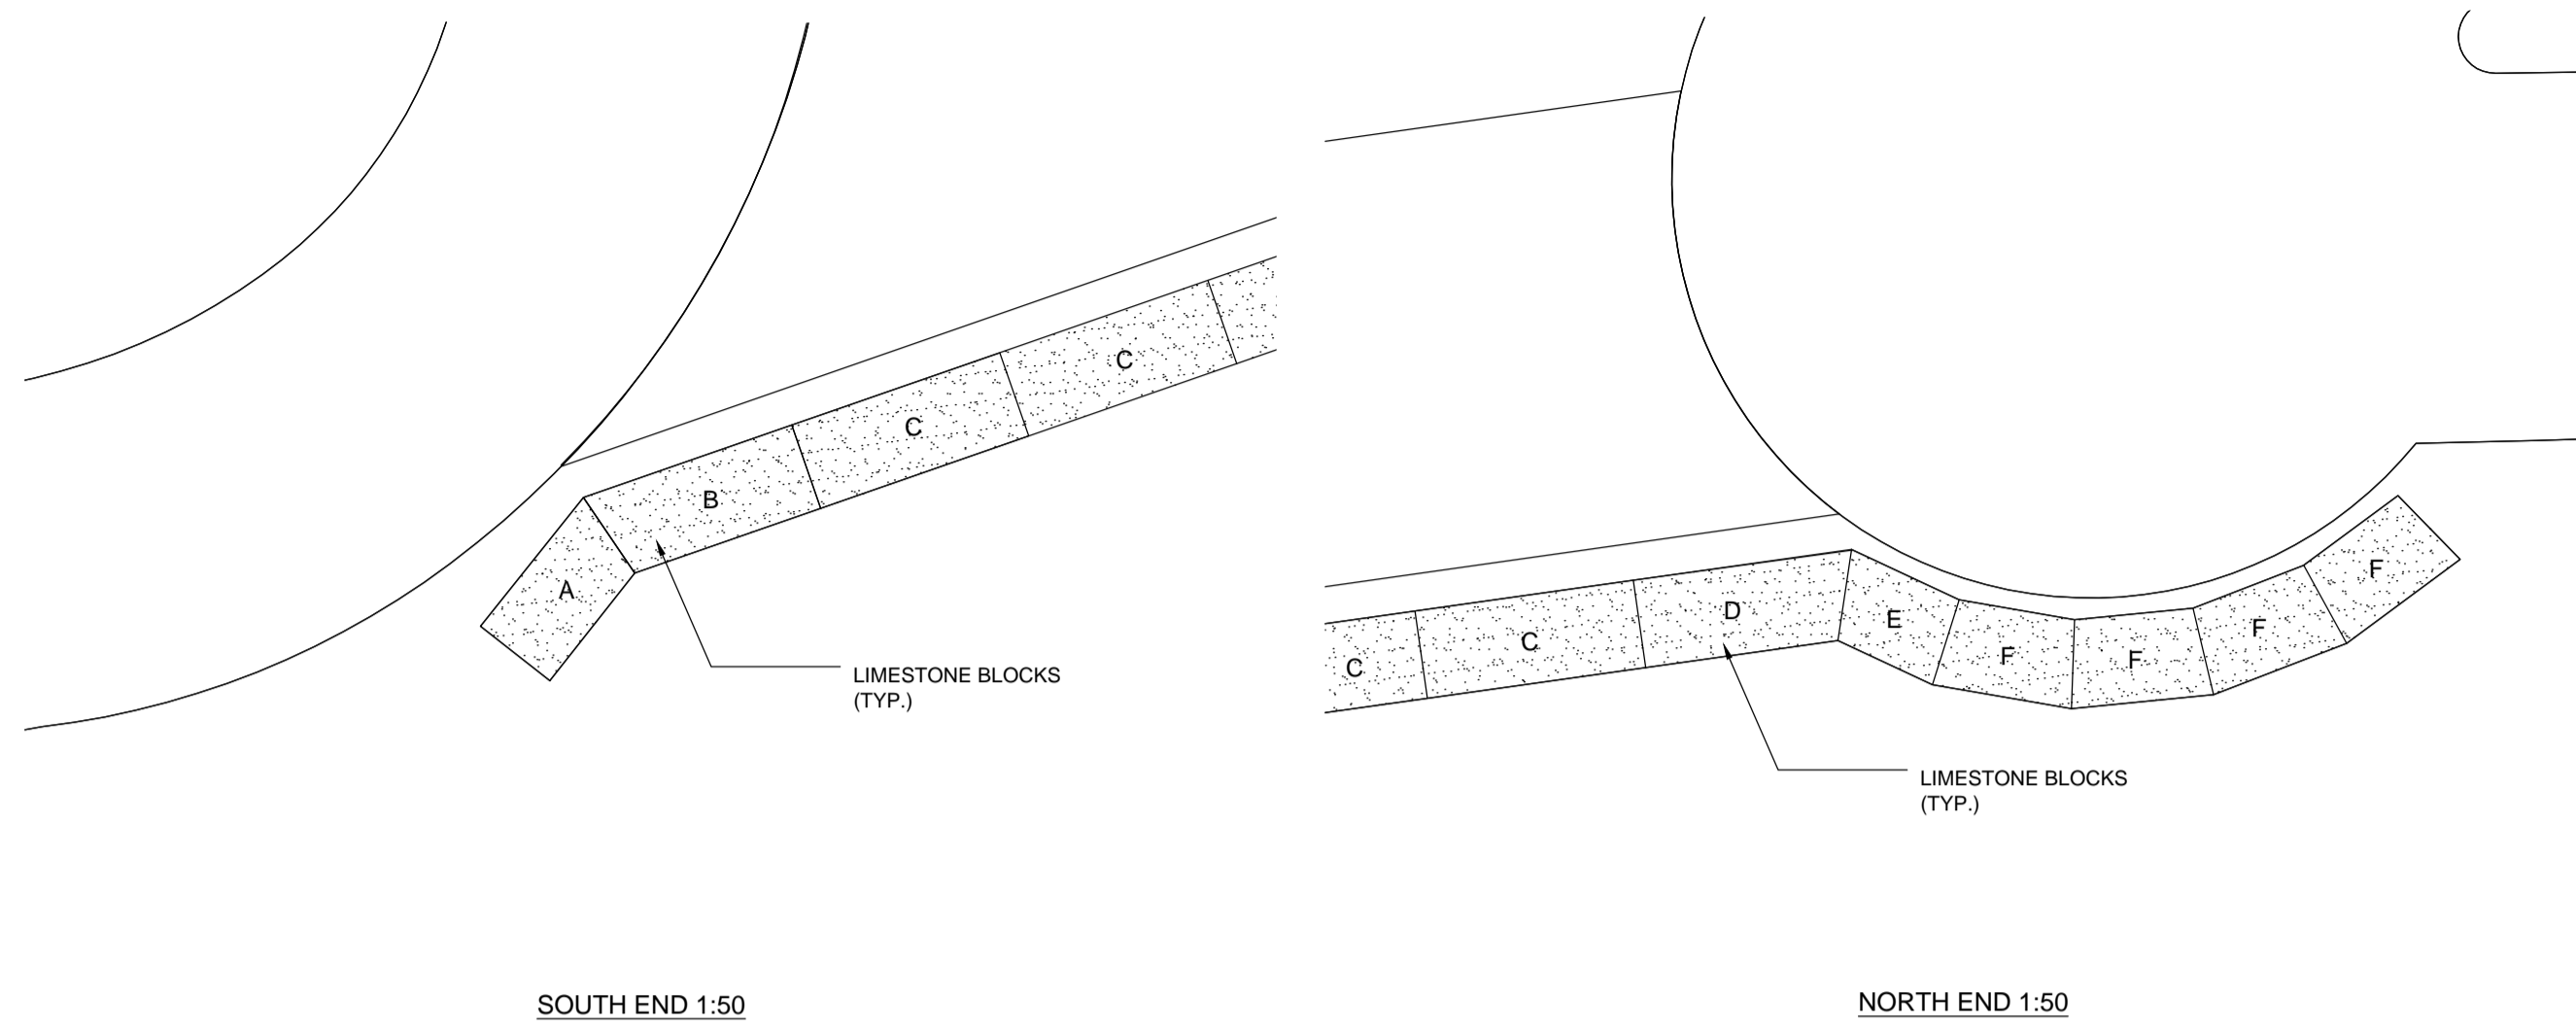 C
C
B
A
LIMESTONE BLOCKS
(TYP.)
SOUTH END 1:50
C
C
D
E
F
F
F
F
LIMESTONE BLOCKS
(TYP.)
NORTH END 1:50